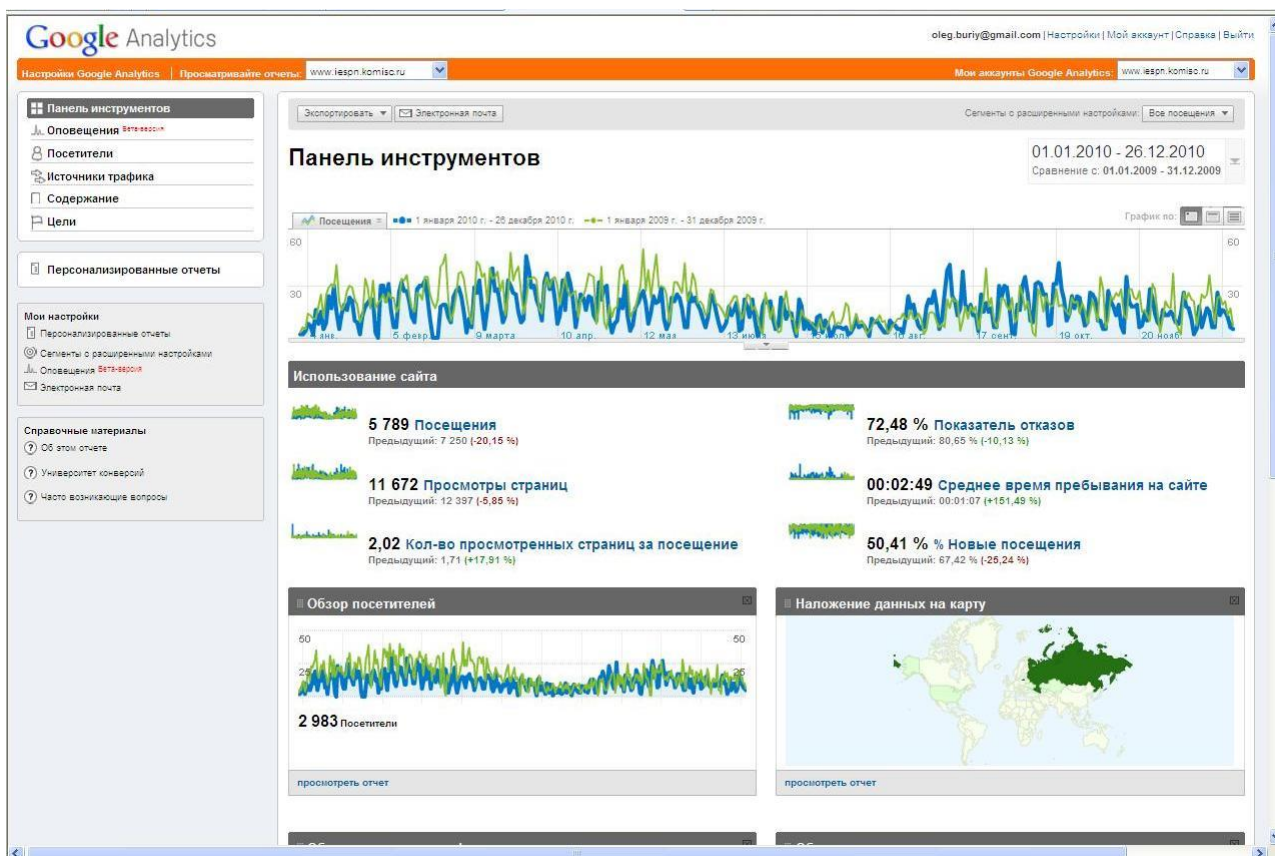 Google Analytics
oleg.buriy@gmail.com | Настройки | Мой аккаунт | Справка | Выйти
Настройки Google Analytics | Просматривайте отчеты: www.iespn.komisc.ru
Мои аккаунты Google Analytics: www.iespn.komisc.ru
Панель инструментов
Оповещения Бета-версия
Посетители
Источники трафика
Содержание
Цели
Персонализированные отчеты
Мои настройки
Персонализированные отчеты
Сегменты с расширенными настройками
Оповещения Бета-версия
Электронная почта
Справочные материалы
Об этом отчете
Университет конверсий
Часто возникающие вопросы
Экспортировать Электронная почта
Сегменты с расширенными настройками: Все посещения
Панель инструментов
01.01.2010 - 26.12.2010
Сравнение с: 01.01.2009 - 31.12.2009
Посещения 1 января 2010 г. - 26 декабря 2010 г. 1 января 2009 г. - 31 декабря 2009 г.
График по:
60 60
30 30
4 янв. 5 февр. 9 марта 10 апр. 12 мая 13 июня 15 июля 16 авг. 17 сент. 19 окт. 20 нояб.
Использование сайта
5 789 Посещения
Предыдущий: 7 250 (-20,15 %)
11 672 Просмотры страниц
Предыдущий: 12 397 (-5,85 %)
2,02 Кол-во просмотренных страниц за посещение
Предыдущий: 1,71 (+17,91 %)
72,48 % Показатель отказов
Предыдущий: 80,65 % (-10,13 %)
00:02:49 Среднее время пребывания на сайте
Предыдущий: 00:01:07 (+151,49 %)
50,41 % % Новые посещения
Предыдущий: 67,42 % (-25,24 %)
Обзор посетителей
50 50
25 25
2 983 Посетители
просмотреть отчет
Наложение данных на карту
просмотреть отчет